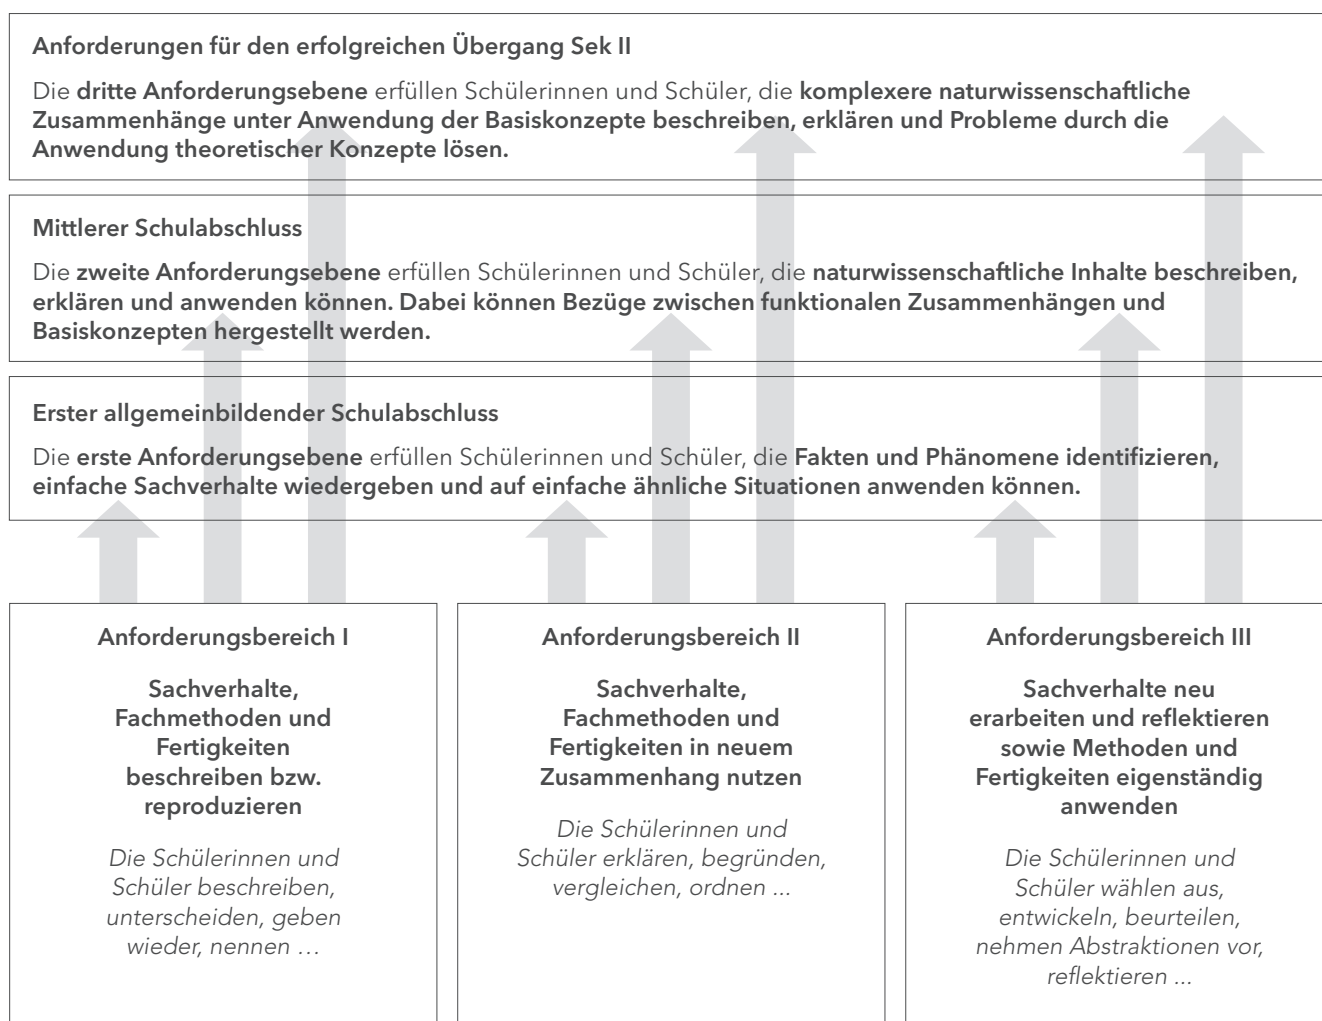 Anforderungen für den erfolgreichen Übergang Sek II
Die dritte Anforderungsebene erfüllen Schülerinnen und Schüler, die komplexere naturwissenschaftliche
Zusammenhänge unter Anwendung der Basiskonzepte beschreiben, erklären und Probleme durch die
Anwendung theoretischer Konzepte lösen.
Mittlerer Schulabschluss
Die zweite Anforderungsebene erfüllen Schülerinnen und Schüler, die naturwissenschaftliche Inhalte beschreiben,
erklären und anwenden können. Dabei können Bezüge zwischen funktionalen Zusammenhängen und
Basiskonzepten hergestellt werden.
Erster allgemeinbildender Schulabschluss
Die erste Anforderungsebene erfüllen Schülerinnen und Schüler, die Fakten und Phänomene identifizieren,
einfache Sachverhalte wiedergeben und auf einfache ähnliche Situationen anwenden können.
Anforderungsbereich I
Sachverhalte,
Fachmethoden und
Fertigkeiten
beschreiben bzw.
reproduzieren
Die Schülerinnen und
Schüler beschreiben,
unterscheiden, geben
wieder, nennen …
Anforderungsbereich II
Sachverhalte,
Fachmethoden und
Fertigkeiten in neuem
Zusammenhang nutzen
Die Schülerinnen und
Schüler erklären, begründen,
vergleichen, ordnen ...
Anforderungsbereich III
Sachverhalte neu
erarbeiten und reflektieren
sowie Methoden und
Fertigkeiten eigenständig
anwenden
Die Schülerinnen und
Schüler wählen aus,
entwickeln, beurteilen,
nehmen Abstraktionen vor,
reflektieren ...